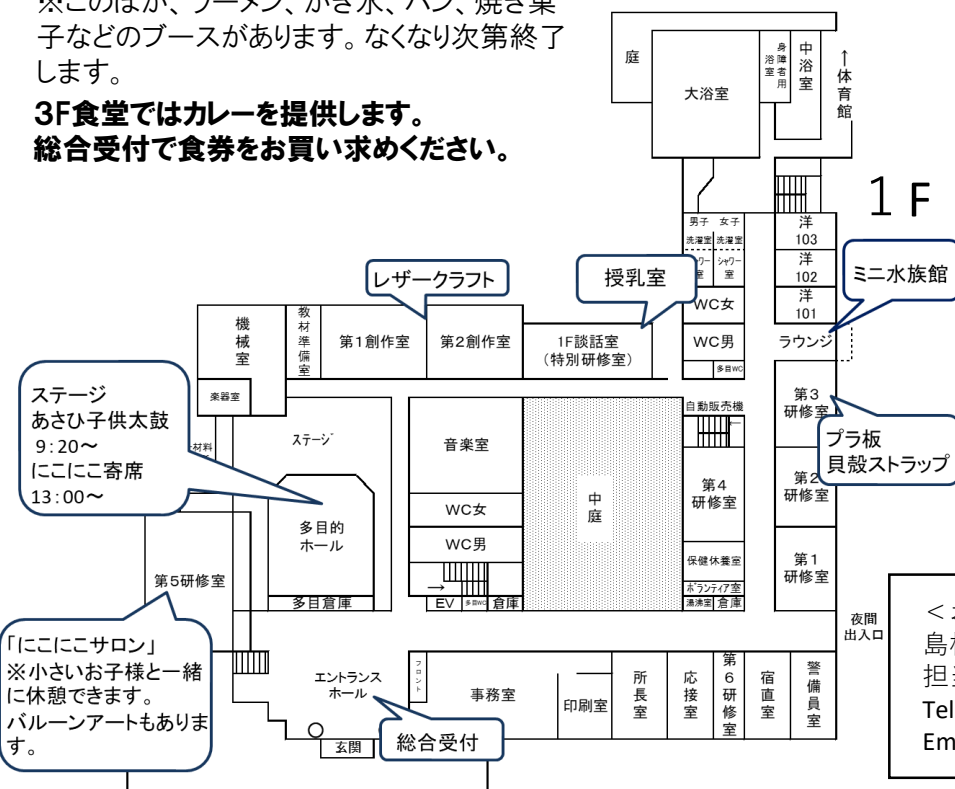 ※このほか、ラーメン、かき氷、パン、焼き菓
子などのブースがあります。なくなり次第終了
します。
3F食堂ではカレーを提供します。
総合受付で食券をお買い求めください。
1F
庭
大浴室
身障者用
浴室
中浴室
↑体育館
男子 女子
洗濯室 洗濯室
シャワー室
洋
103
洋
102
洋
101
ミニ水族館
レザークラフト
授乳室
WC女
WC男
多目WC
ラウンジ
機械室
教材準備室
第1創作室
第2創作室
1F談話室
(特別研修室)
楽器室
ステージ
あさひ子供太鼓
9:20～
にこにこ寄席
13:00～
ステージ
音楽室
自動販売機
←
第3
研修室
プラ板
貝殻ストラップ
材料
多目的
ホール
WC女
WC男
中庭
第4
研修室
第2
研修室
保健休養室
ボランティア室
湯沸室
倉庫
第1
研修室
第5研修室
多目倉庫
→
EV
多目WC
倉庫
夜間
出入口
「にこにこサロン」
※小さいお子様と一緒
に休憩できます。
バルーンアートもありま
す。
エントランス
ホール
フロント
事務室
印刷室
所長室
応接室
第6研修室
宿直室
警備員室
玄関
総合受付
島
担
Tel
Em